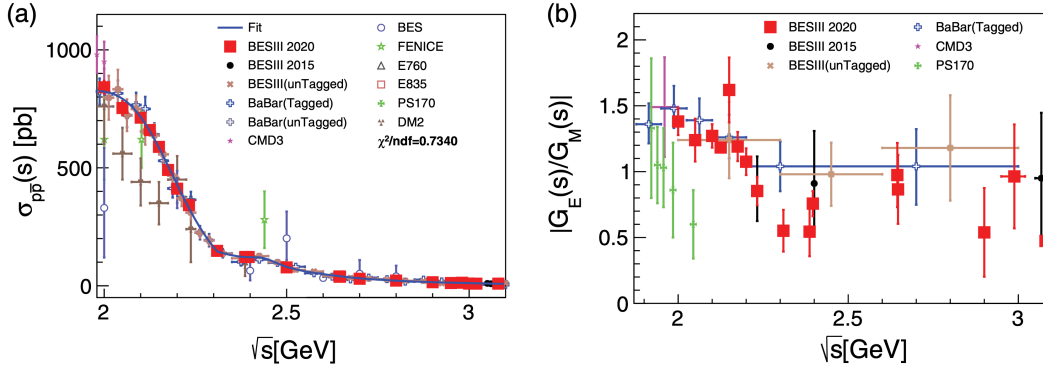 (a)
σpp̄(s) [pb]
1000
500
0
2
2.5
3
√s[GeV]
Fit
BESIII 2020
BESIII 2015
BESIII(unTagged)
BaBar(Tagged)
BaBar(unTagged)
CMD3
BES
FENICE
E760
E835
PS170
DM2
χ²/ndf=0.7340
(b)
|G_E(s)/G_M(s)|
2
1.5
1
0.5
0
2
2.5
3
√s[GeV]
BESIII 2020
BESIII 2015
BESIII(unTagged)
BaBar(Tagged)
CMD3
PS170